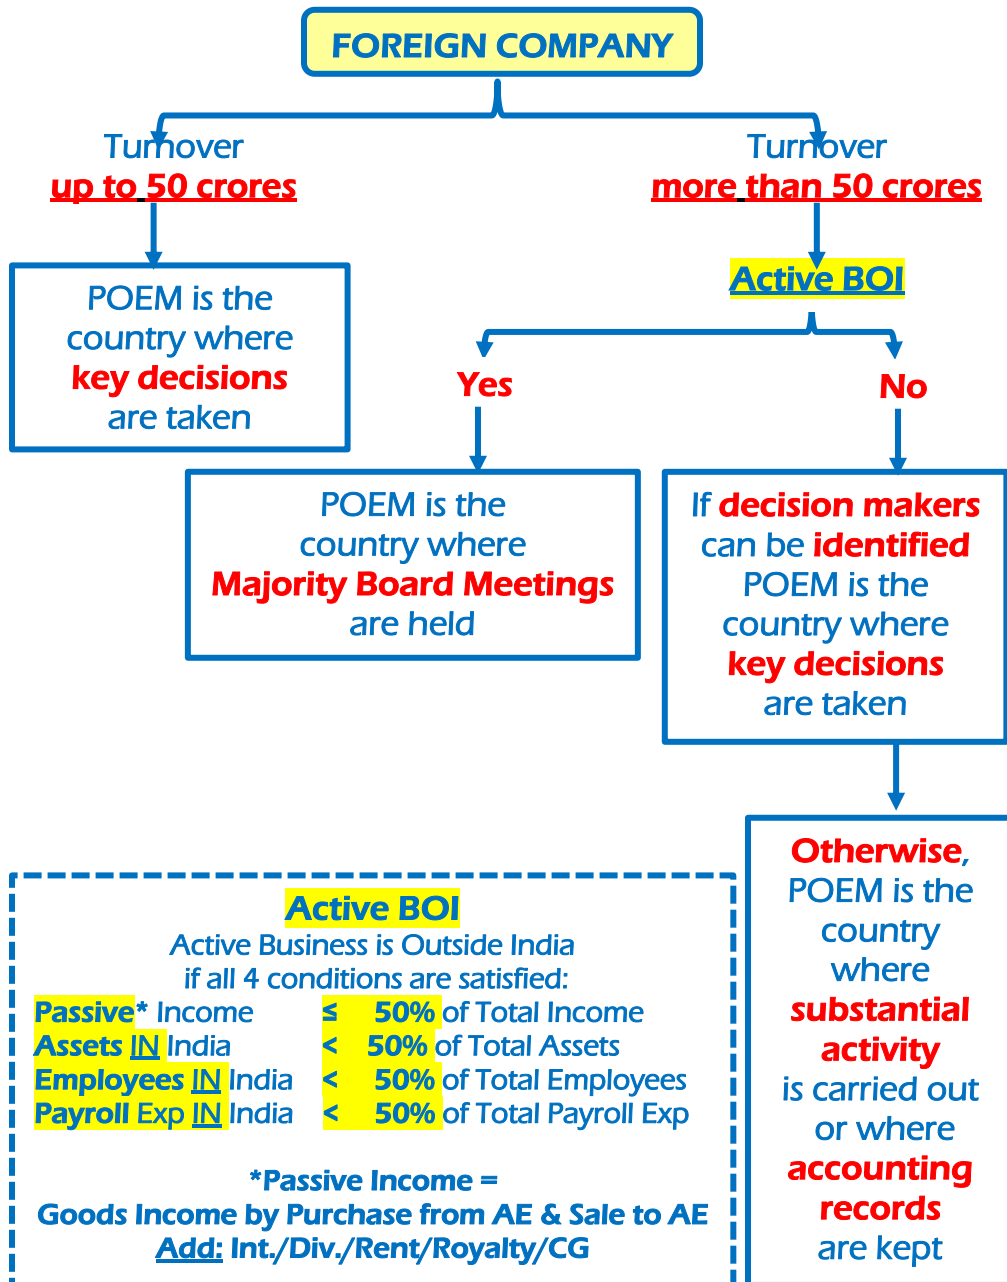 FOREIGN COMPANY
Turnover
up to 50 crores
Turnover
more than 50 crores
POEM is the
country where
key decisions
are taken
Active BOI
Yes
No
POEM is the
country where
Majority Board Meetings
are held
If decision makers
can be identified
POEM is the
country where
key decisions
are taken
Otherwise,
POEM is the
country
where
substantial
activity
is carried out
or where
accounting
records
are kept
Active BOI
Active Business is Outside India
if all 4 conditions are satisfied:
Passive* Income ≤ 50% of Total Income
Assets IN India < 50% of Total Assets
Employees IN India < 50% of Total Employees
Payroll Exp IN India < 50% of Total Payroll Exp
*Passive Income =
Goods Income by Purchase from AE & Sale to AE
Add: Int./Div./Rent/Royalty/CG